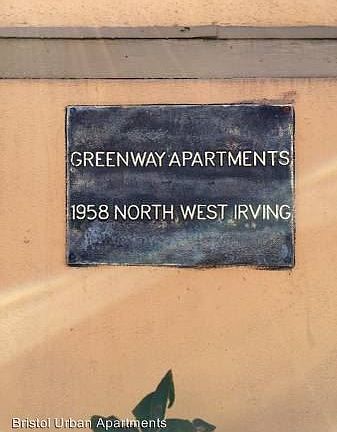 GREENWAY APARTMENTS
1958 NORTH WEST IRVING
Bristol Urban Apartments